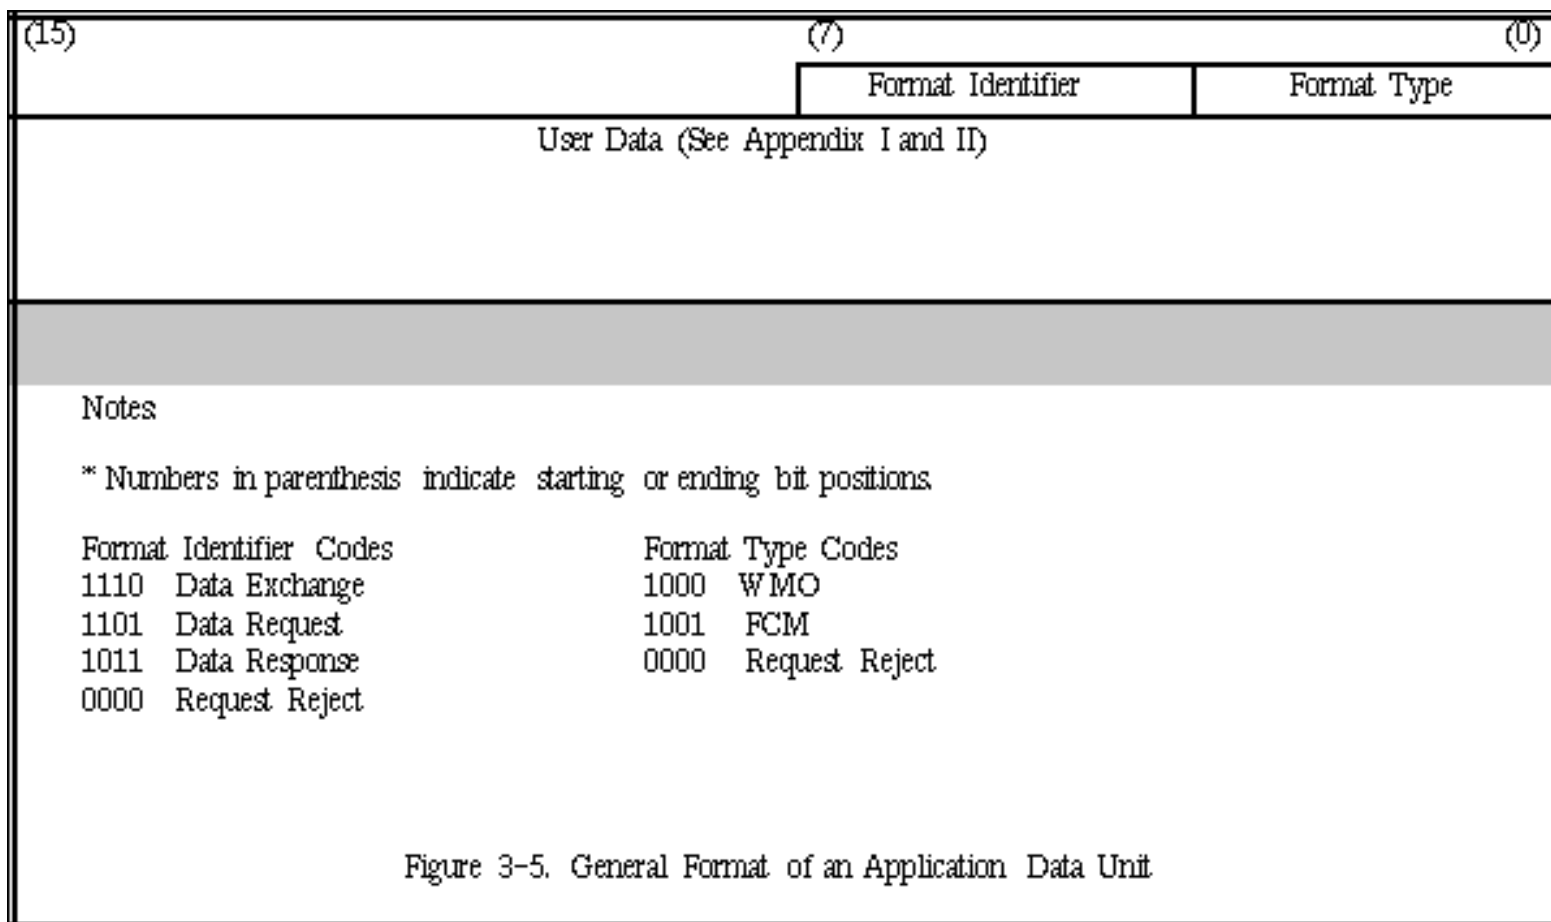 (15) (7) (0)
Format Identifier Format Type
User Data (See Appendix I and II)
Notes:
* Numbers in parenthesis indicate starting or ending bit positions.
Format Identifier Codes Format Type Codes
1110 Data Exchange 1000 WMO
1101 Data Request 1001 FCM
1011 Data Response 0000 Request Reject
0000 Request Reject
Figure 3-5. General Format of an Application Data Unit